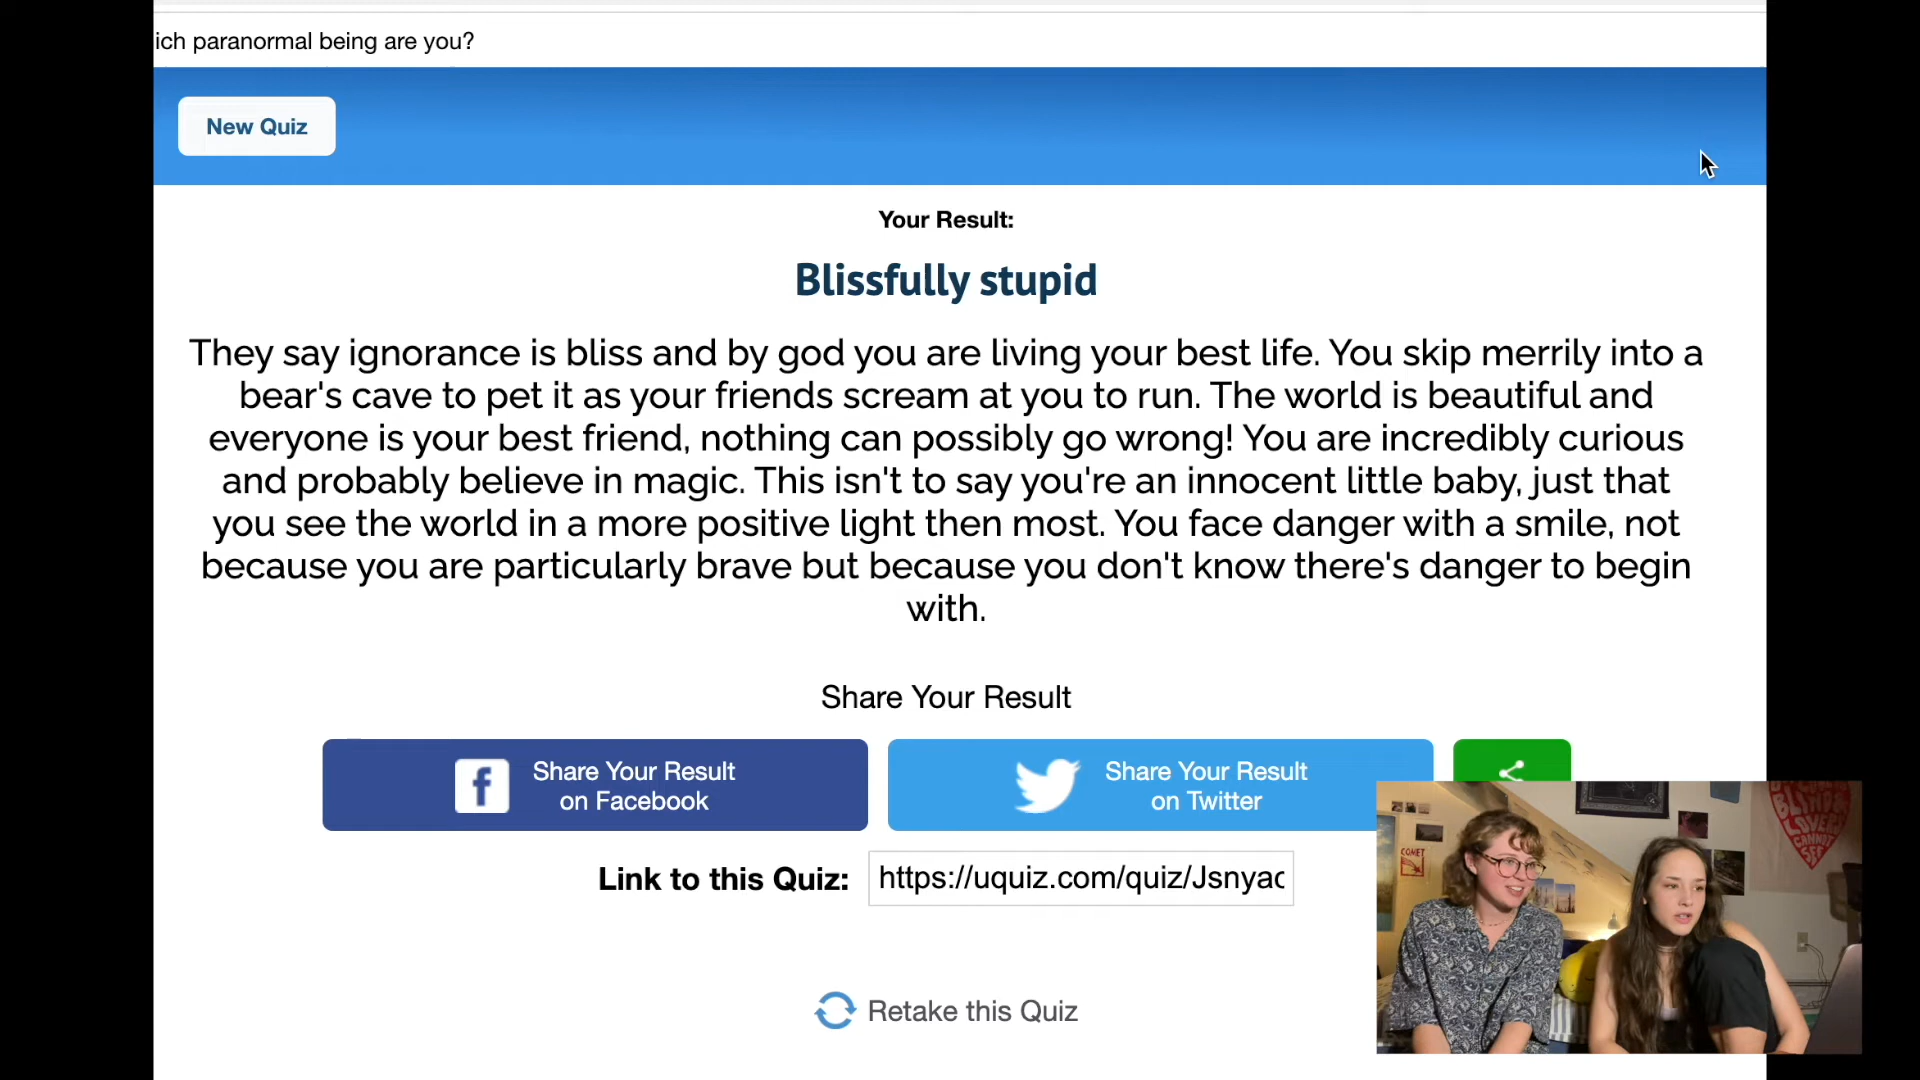 ich paranormal being are you?
New Quiz
Your Result:
Blissfully stupid
They say ignorance is bliss and by god you are living your best life. You skip merrily into a
bear's cave to pet it as your friends scream at you to run. The world is beautiful and
everyone is your best friend, nothing can possibly go wrong! You are incredibly curious
and probably believe in magic. This isn't to say you're an innocent little baby, just that
you see the world in a more positive light then most. You face danger with a smile, not
because you are particularly brave but because you don't know there's danger to begin
with.
Share Your Result
f
Share Your Result
on Facebook
Share Your Result
on Twitter
Link to this Quiz:
https://uquiz.com/quiz/Jsnyac
Retake this Quiz
COMET
BLIND
LOVERS
CANNOT
SEE